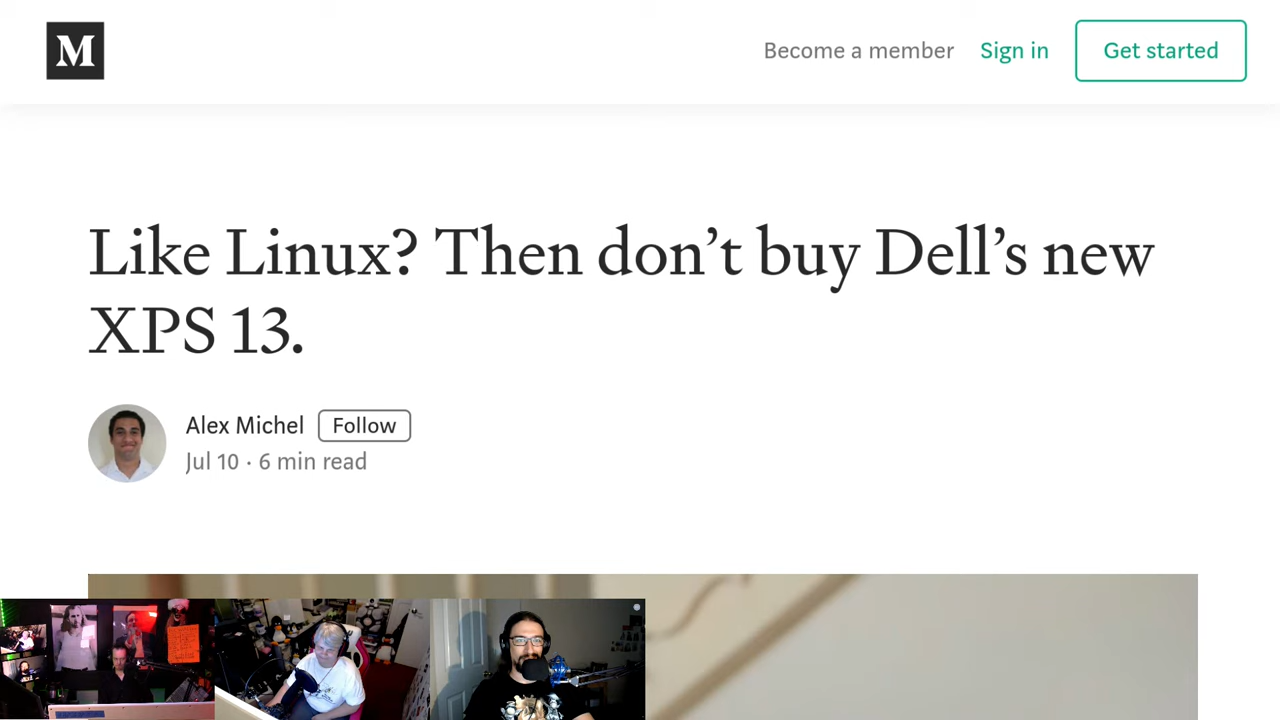 M
Become a member
Sign in
Get started
Like Linux? Then don’t buy Dell’s new
XPS 13.
Alex Michel
Follow
Jul 10 · 6 min read